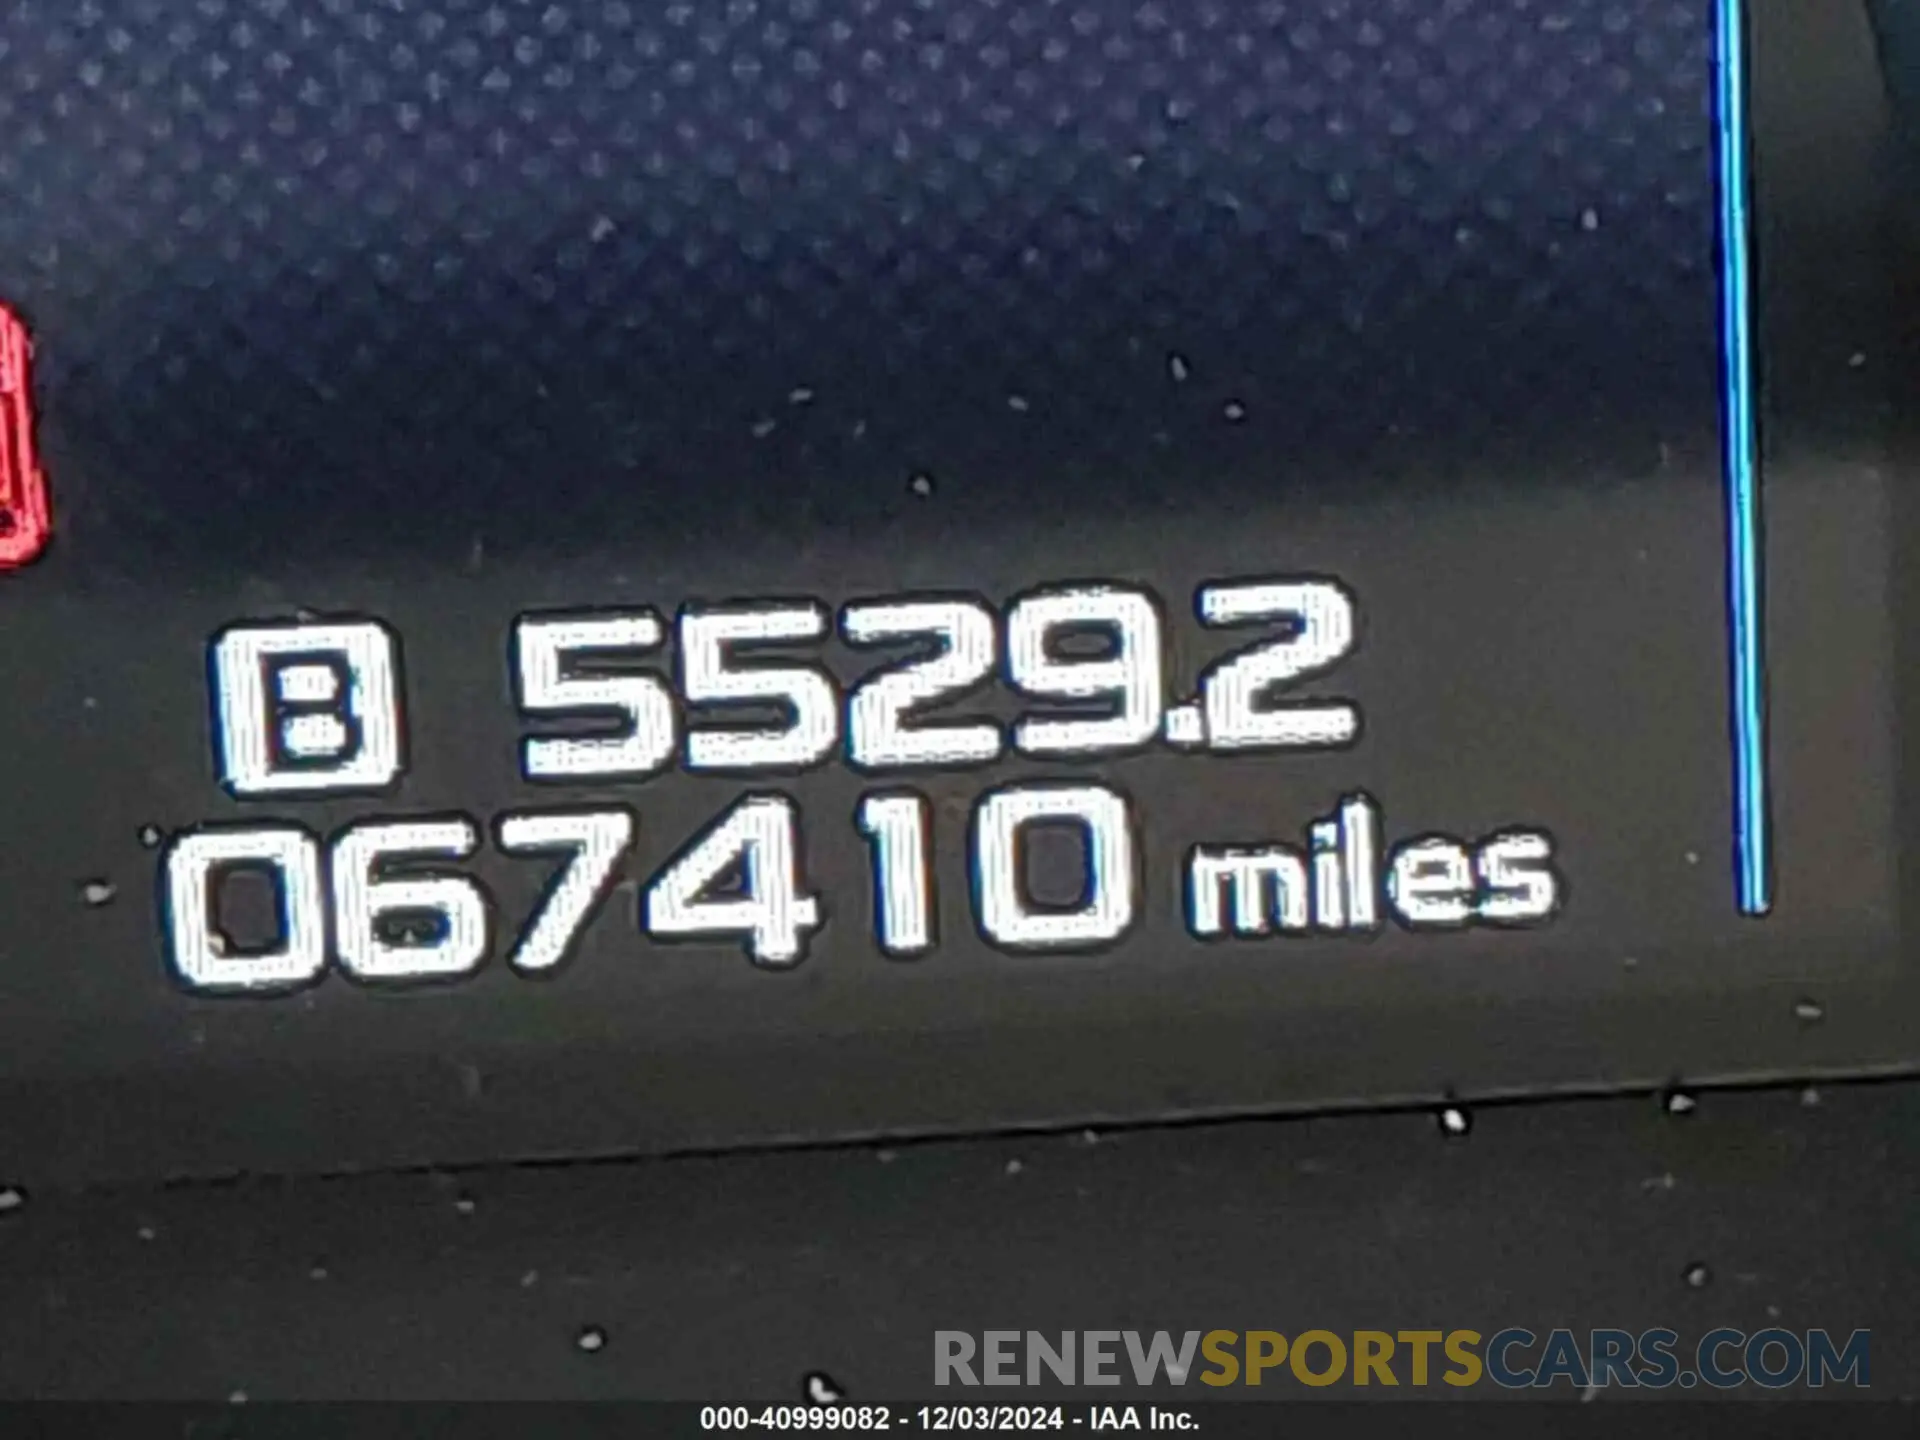 B 5529.2
067410 miles
RENEWSPORTSCARS.COM
000-40999082 - 12/03/2024 - IAA Inc.